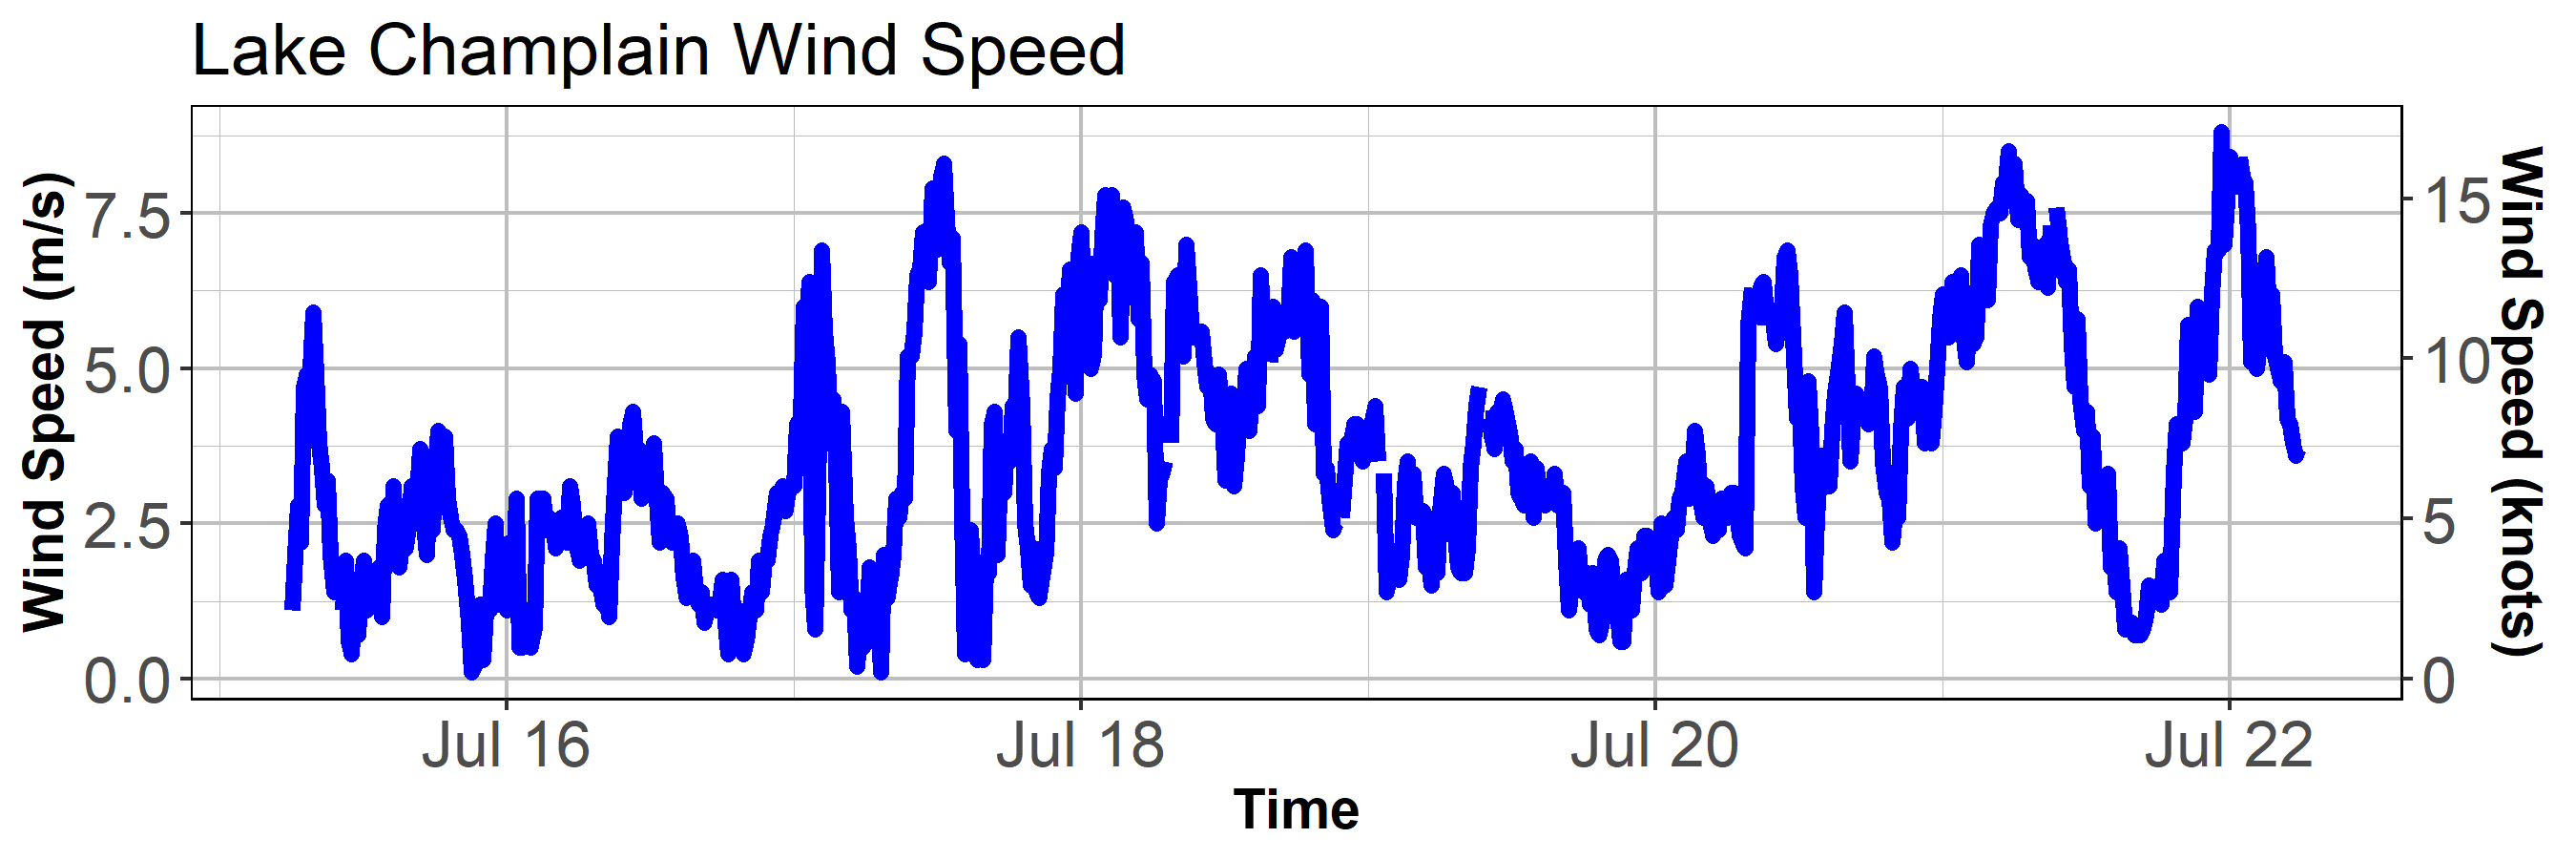 Lake Champlain Wind Speed
Wind Speed (m/s)
7.5
5.0
2.5
0.0
15
10
5
0
Wind Speed (knots)
Jul 16
Jul 18
Jul 20
Jul 22
Time